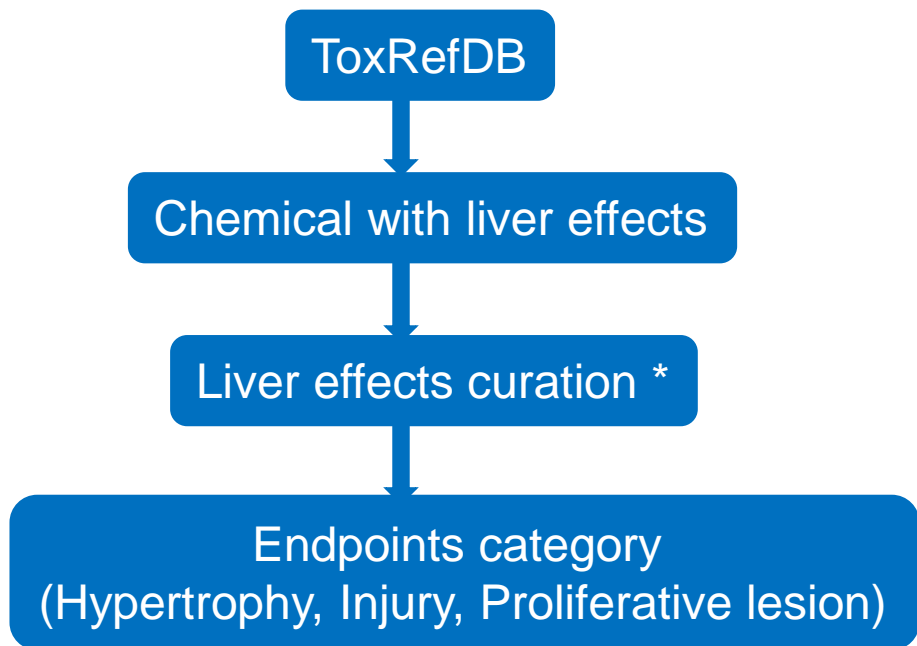 ToxRefDB
Chemical with liver effects
Liver effects curation *
Endpoints category
(Hypertrophy, Injury, Proliferative lesion)